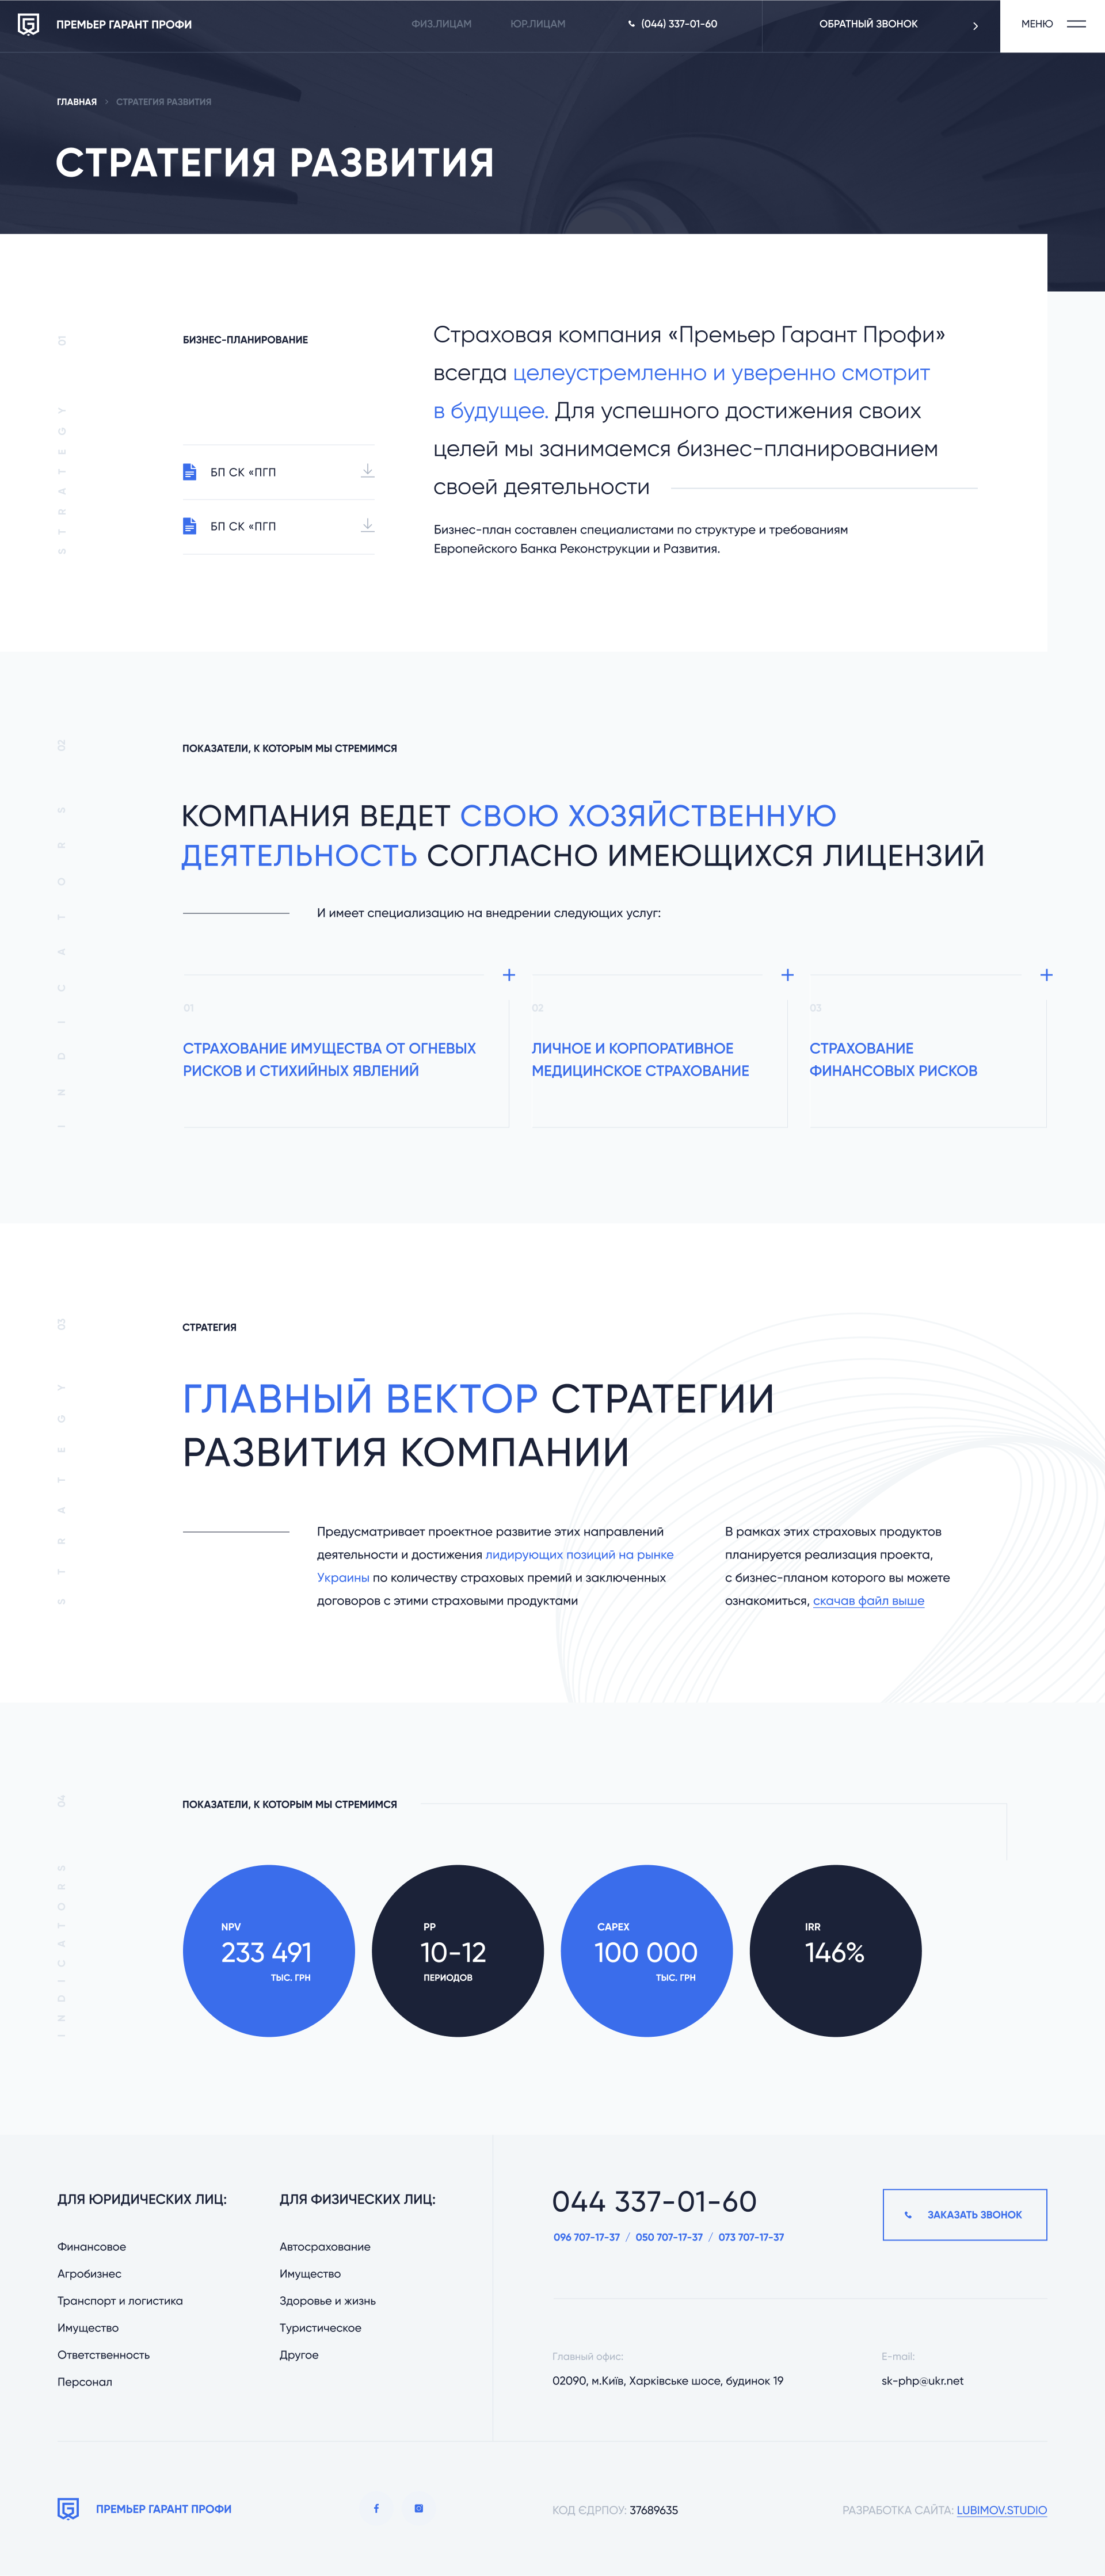 ПРЕМЬЕР ГАРАНТ ПРОФИ
ФИЗ.ЛИЦАМ
ЮР.ЛИЦАМ
(044) 337-01-60
ОБРАТНЫЙ ЗВОНОК
МЕНЮ
ГЛАВНАЯ > СТРАТЕГИЯ РАЗВИТИЯ
СТРАТЕГИЯ РАЗВИТИЯ
STRATEGY 01
БИЗНЕС-ПЛАНИРОВАНИЕ
БП СК «ПГП
БП СК «ПГП
Страховая компания «Премьер Гарант Профи»
всегда целеустремленно и уверенно смотрит
в будущее. Для успешного достижения своих
целей мы занимаемся бизнес-планированием
своей деятельности
Бизнес-план составлен специалистами по структуре и требованиям
Европейского Банка Реконструкции и Развития.
INDICATORS 02
ПОКАЗАТЕЛИ, К КОТОРЫМ МЫ СТРЕМИМСЯ
КОМПАНИЯ ВЕДЕТ СВОЮ ХОЗЯЙСТВЕННУЮ
ДЕЯТЕЛЬНОСТЬ СОГЛАСНО ИМЕЮЩИХСЯ ЛИЦЕНЗИЙ
И имеет специализацию на внедрении следующих услуг:
01
СТРАХОВАНИЕ ИМУЩЕСТВА ОТ ОГНЕВЫХ
РИСКОВ И СТИХИЙНЫХ ЯВЛЕНИЙ
02
ЛИЧНОЕ И КОРПОРАТИВНОЕ
МЕДИЦИНСКОЕ СТРАХОВАНИЕ
03
СТРАХОВАНИЕ
ФИНАНСОВЫХ РИСКОВ
STRATEGY 03
СТРАТЕГИЯ
ГЛАВНЫЙ ВЕКТОР СТРАТЕГИИ
РАЗВИТИЯ КОМПАНИИ
Предусматривает проектное развитие этих направлений
деятельности и достижения лидирующих позиций на рынке
Украины по количеству страховых премий и заключенных
договоров с этими страховыми продуктами
В рамках этих страховых продуктов
планируется реализация проекта,
с бизнес-планом которого вы можете
ознакомиться, скачав файл выше
INDICATORS 04
ПОКАЗАТЕЛИ, К КОТОРЫМ МЫ СТРЕМИМСЯ
NPV
233 491
ТЫС. ГРН
PP
10-12
ПЕРИОДОВ
CAPEX
100 000
ТЫС. ГРН
IRR
146%
ДЛЯ ЮРИДИЧЕСКИХ ЛИЦ:
Финансовое
Агробизнес
Транспорт и логистика
Имущество
Ответственность
Персонал
ДЛЯ ФИЗИЧЕСКИХ ЛИЦ:
Автосрахование
Имущество
Здоровье и жизнь
Туристическое
Другое
044 337-01-60
096 707-17-37 / 050 707-17-37 / 073 707-17-37
ЗАКАЗАТЬ ЗВОНОК
Главный офис:
02090, м.Київ, Харківське шосе, будинок 19
E-mail:
sk-php@ukr.net
ПРЕМЬЕР ГАРАНТ ПРОФИ
КОД ЄДРПОУ: 37689635
РАЗРАБОТКА САЙТА: LUBIMOV.STUDIO